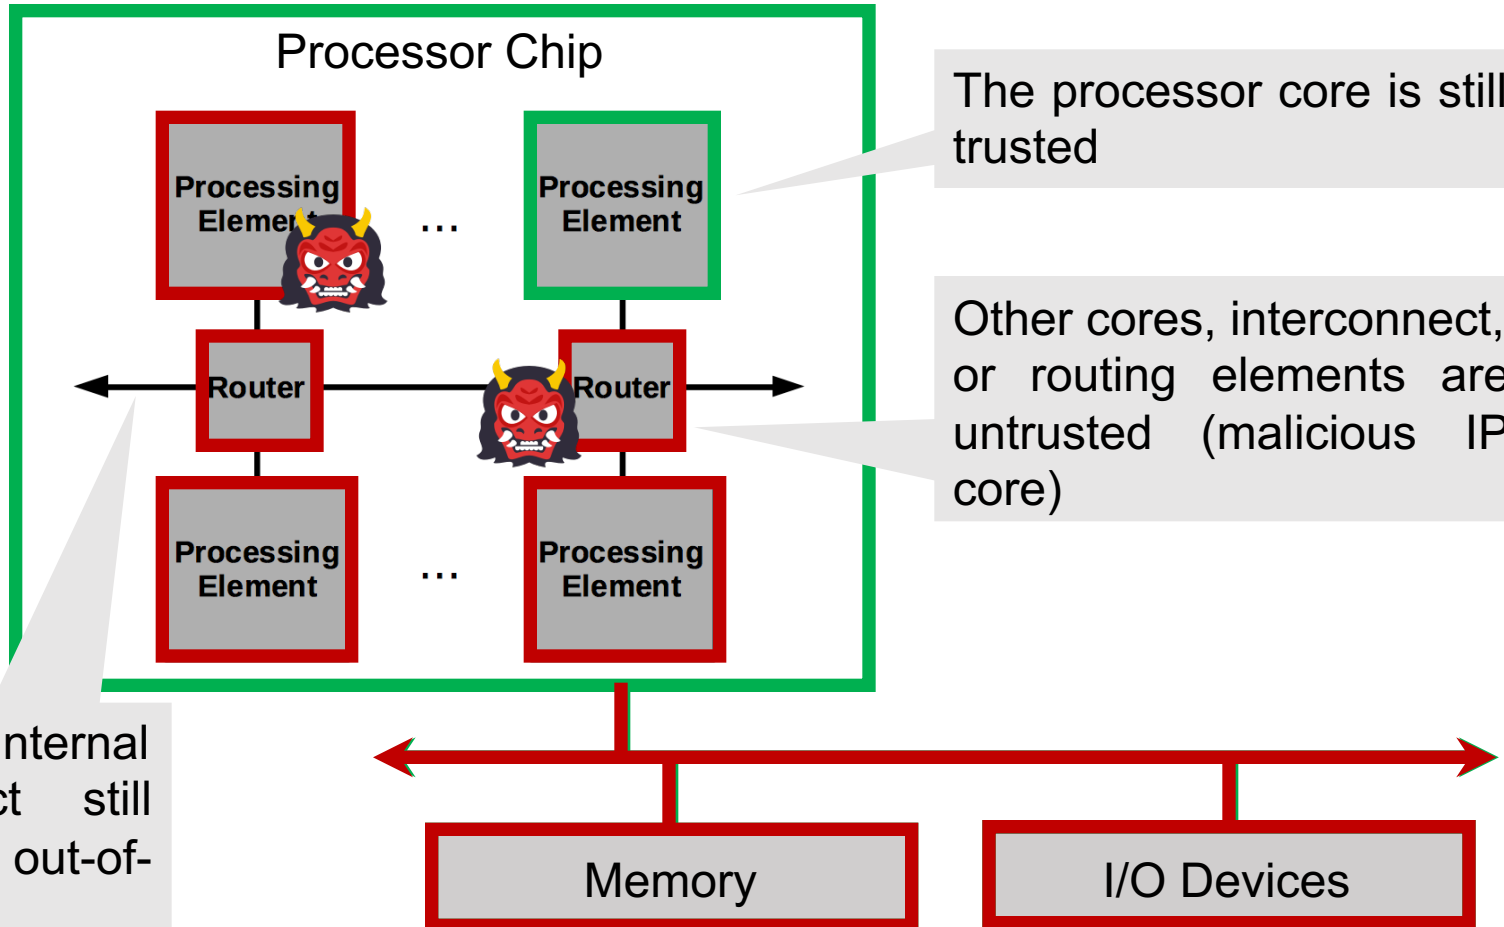 Processor Chip
The processor core is still
trusted
Processing
Element
...
Processing
Element
Other cores, interconnect,
or routing elements are
untrusted (malicious IP
core)
Router
Router
Processing
Element
...
Processing
Element
nternal
ct still
out-of-
Memory
I/O Devices